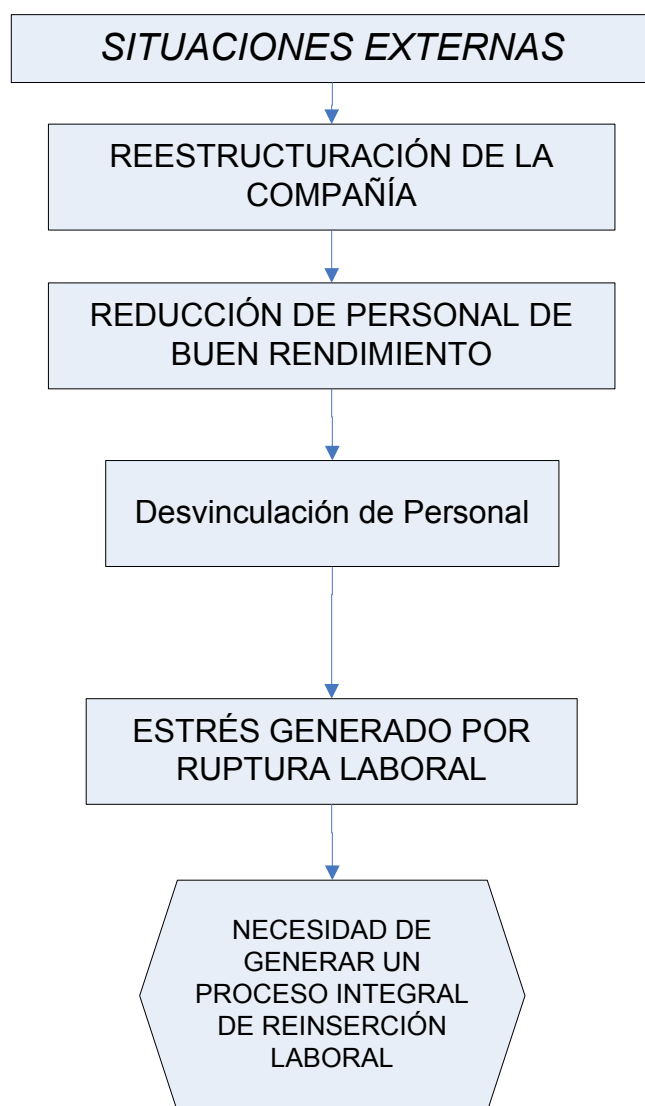 SITUACIONES EXTERNAS
REESTRUCTURACIÓN DE LA
COMPAÑÍA
REDUCCIÓN DE PERSONAL DE
BUEN RENDIMIENTO
Desvinculación de Personal
ESTRÉS GENERADO POR
RUPTURA LABORAL
NECESIDAD DE
GENERAR UN
PROCESO INTEGRAL
DE REINSERCIÓN
LABORAL